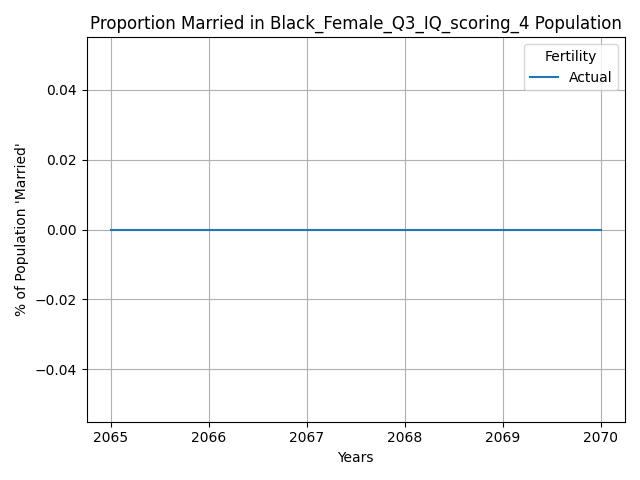 Proportion Married in Black_Female_Q3_IQ_scoring_4 Population
Fertility
Actual
% of Population 'Married'
0.04
0.02
0.00
−0.02
−0.04
2065
2066
2067
2068
2069
2070
Years